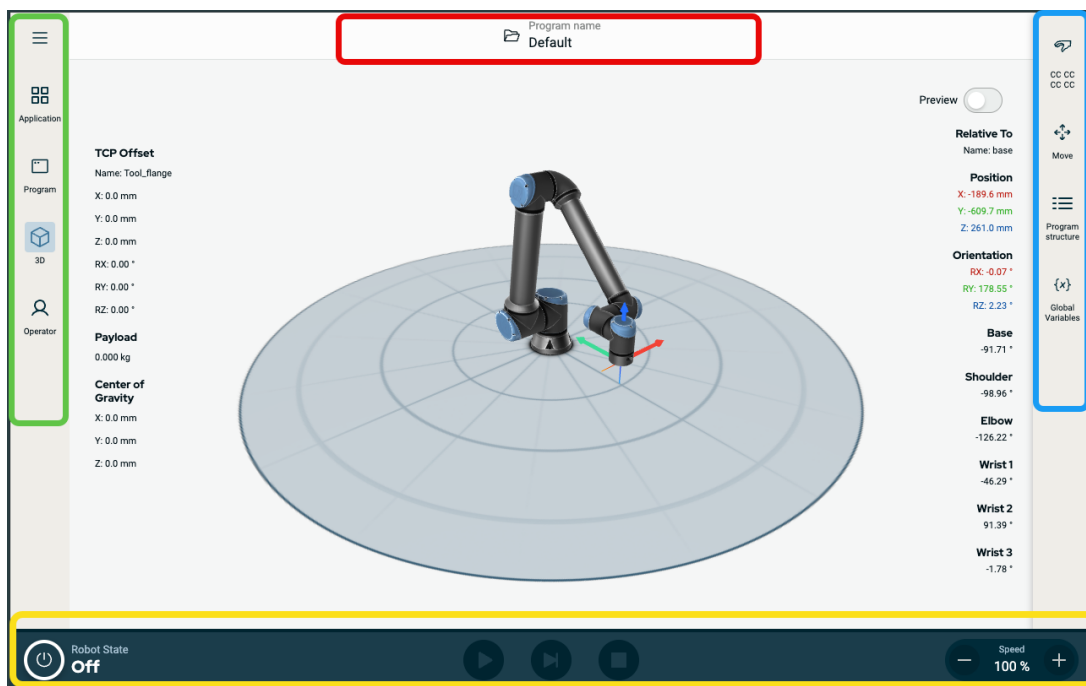 Program name
Default
Application
Program
3D
Operator
TCP Offset
Name: Tool_flange
X: 0.0 mm
Y: 0.0 mm
Z: 0.0 mm
RX: 0.00 °
RY: 0.00 °
RZ: 0.00 °
Payload
0.000 kg
Center of
Gravity
X: 0.0 mm
Y: 0.0 mm
Z: 0.0 mm
Preview
Relative To
Name: base
Position
X: -189.6 mm
Y: -609.7 mm
Z: 261.0 mm
Orientation
RX: -0.07 °
RY: 178.55 °
RZ: 2.23 °
Base
-91.71 °
Shoulder
-98.96 °
Elbow
-126.22 °
Wrist 1
-46.29 °
Wrist 2
91.39 °
Wrist 3
-1.78 °
CC CC
CC CC
Move
Program
structure
{x}
Global
Variables
Robot State
Off
Speed
100 %